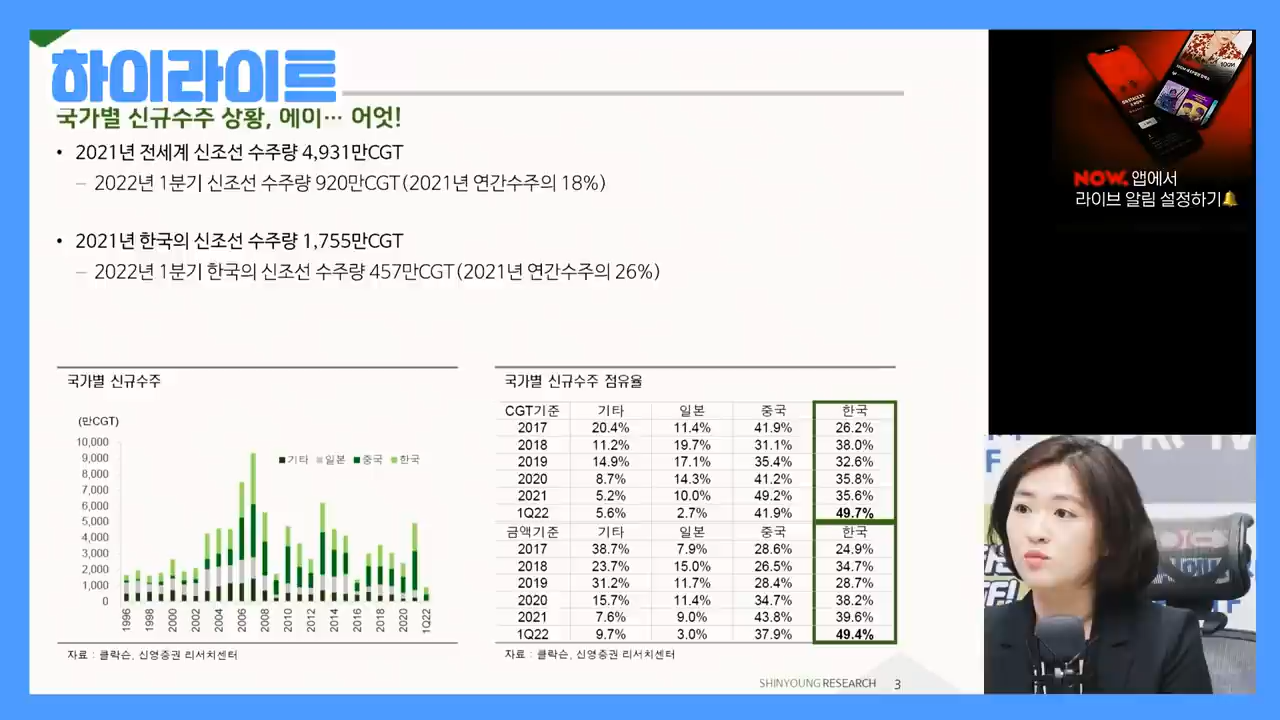 하이라이트
국가별 신규수주 상황, 에이… 어엇!
• 2021년 전세계 신조선 수주량 4,931만CGT
– 2022년 1분기 신조선 수주량 920만CGT(2021년 연간수주의 18%)
• 2021년 한국의 신조선 수주량 1,755만CGT
– 2022년 1분기 한국의 신조선 수주량 457만CGT(2021년 연간수주의 26%)
국가별 신규수주
(만CGT)
10,000
9,000
8,000
7,000
6,000
5,000
4,000
3,000
2,000
1,000
0
■기타 ■일본 ■중국 ■한국
1996 1998 2000 2002 2004 2006 2008 2010 2012 2014 2016 2018 2020 1Q22
자료 : 클락슨, 신영증권 리서치센터
국가별 신규수주 점유율
CGT기준 기타 일본 중국 한국
2017 20.4% 11.4% 41.9% 26.2%
2018 11.2% 19.7% 31.1% 38.0%
2019 14.9% 17.1% 35.4% 32.6%
2020 8.7% 14.3% 41.2% 35.8%
2021 5.2% 10.0% 49.2% 35.6%
1Q22 5.6% 2.7% 41.9% 49.7%
금액기준 기타 일본 중국 한국
2017 38.7% 7.9% 28.6% 24.9%
2018 23.7% 15.0% 26.5% 34.7%
2019 31.2% 11.7% 28.4% 28.7%
2020 15.7% 11.4% 34.7% 38.2%
2021 7.6% 9.0% 43.8% 39.6%
1Q22 9.7% 3.0% 37.9% 49.4%
자료 : 클락슨, 신영증권 리서치센터
SHINYOUNG RESEARCH 3
NOW. 앱에서
라이브 알림 설정하기🔔